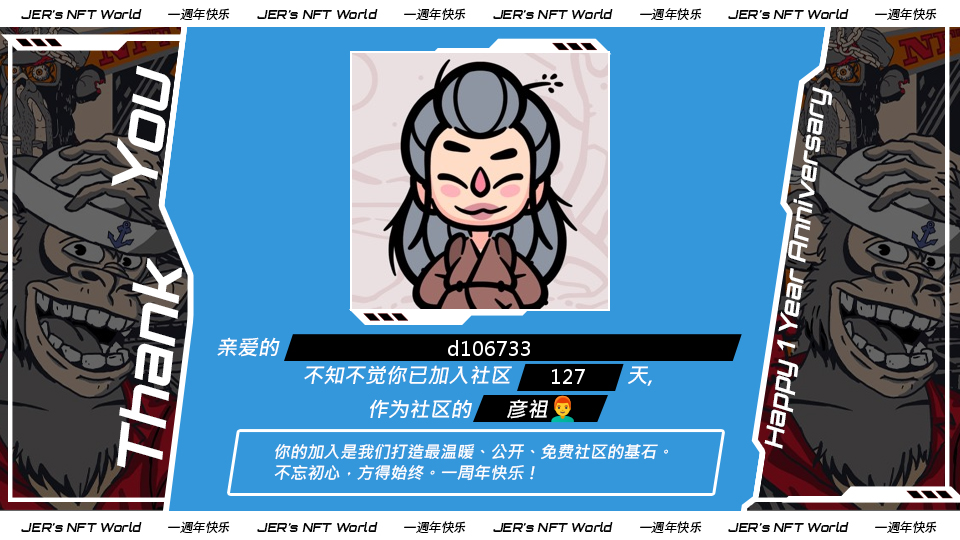 JER's NFT World 一週年快乐 JER's NFT World 一週年快乐 JER's NFT World 一週年快乐 JER's NFT World 一週年快乐
Thank You
亲爱的 d106733
不知不觉你已加入社区 127 天,
作为社区的 彦祖👨‍🦰
你的加入是我们打造最温暖、公开、免费社区的基石。
不忘初心，方得始终。一周年快乐！
Happy 1 Year Anniversary
JER's NFT World 一週年快乐 JER's NFT World 一週年快乐 JER's NFT World 一週年快乐 JER's NFT World 一週年快乐